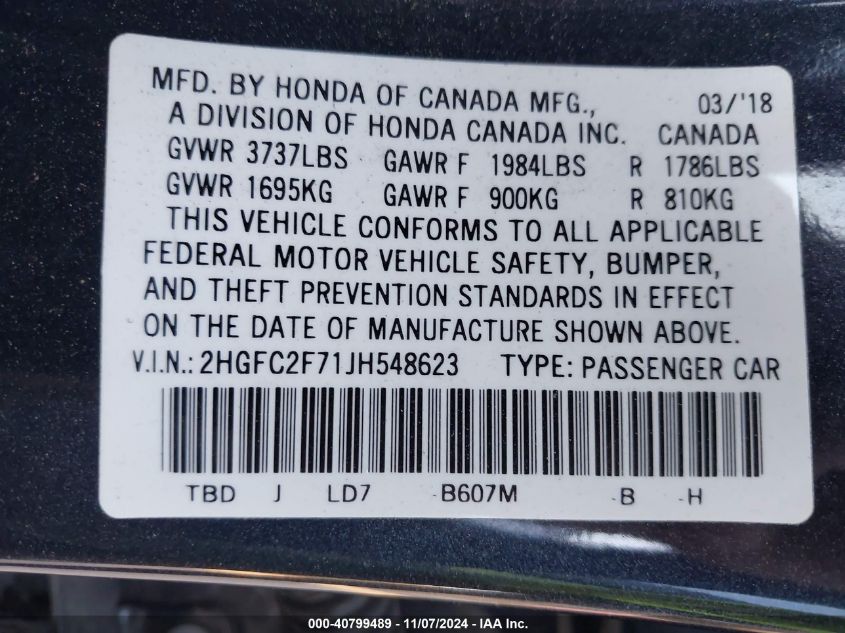 MFD. BY HONDA OF CANADA MFG., 03/'18
A DIVISION OF HONDA CANADA INC. CANADA
GVWR 3737LBS GAWR F 1984LBS R 1786LBS
GVWR 1695KG GAWR F 900KG R 810KG
THIS VEHICLE CONFORMS TO ALL APPLICABLE
FEDERAL MOTOR VEHICLE SAFETY, BUMPER,
AND THEFT PREVENTION STANDARDS IN EFFECT
ON THE DATE OF MANUFACTURE SHOWN ABOVE.
V.I.N.: 2HGFC2F71JH548623 TYPE: PASSENGER CAR
TBD J LD7 -B607M -B -H
000-40799489 - 11/07/2024 - IAA Inc.